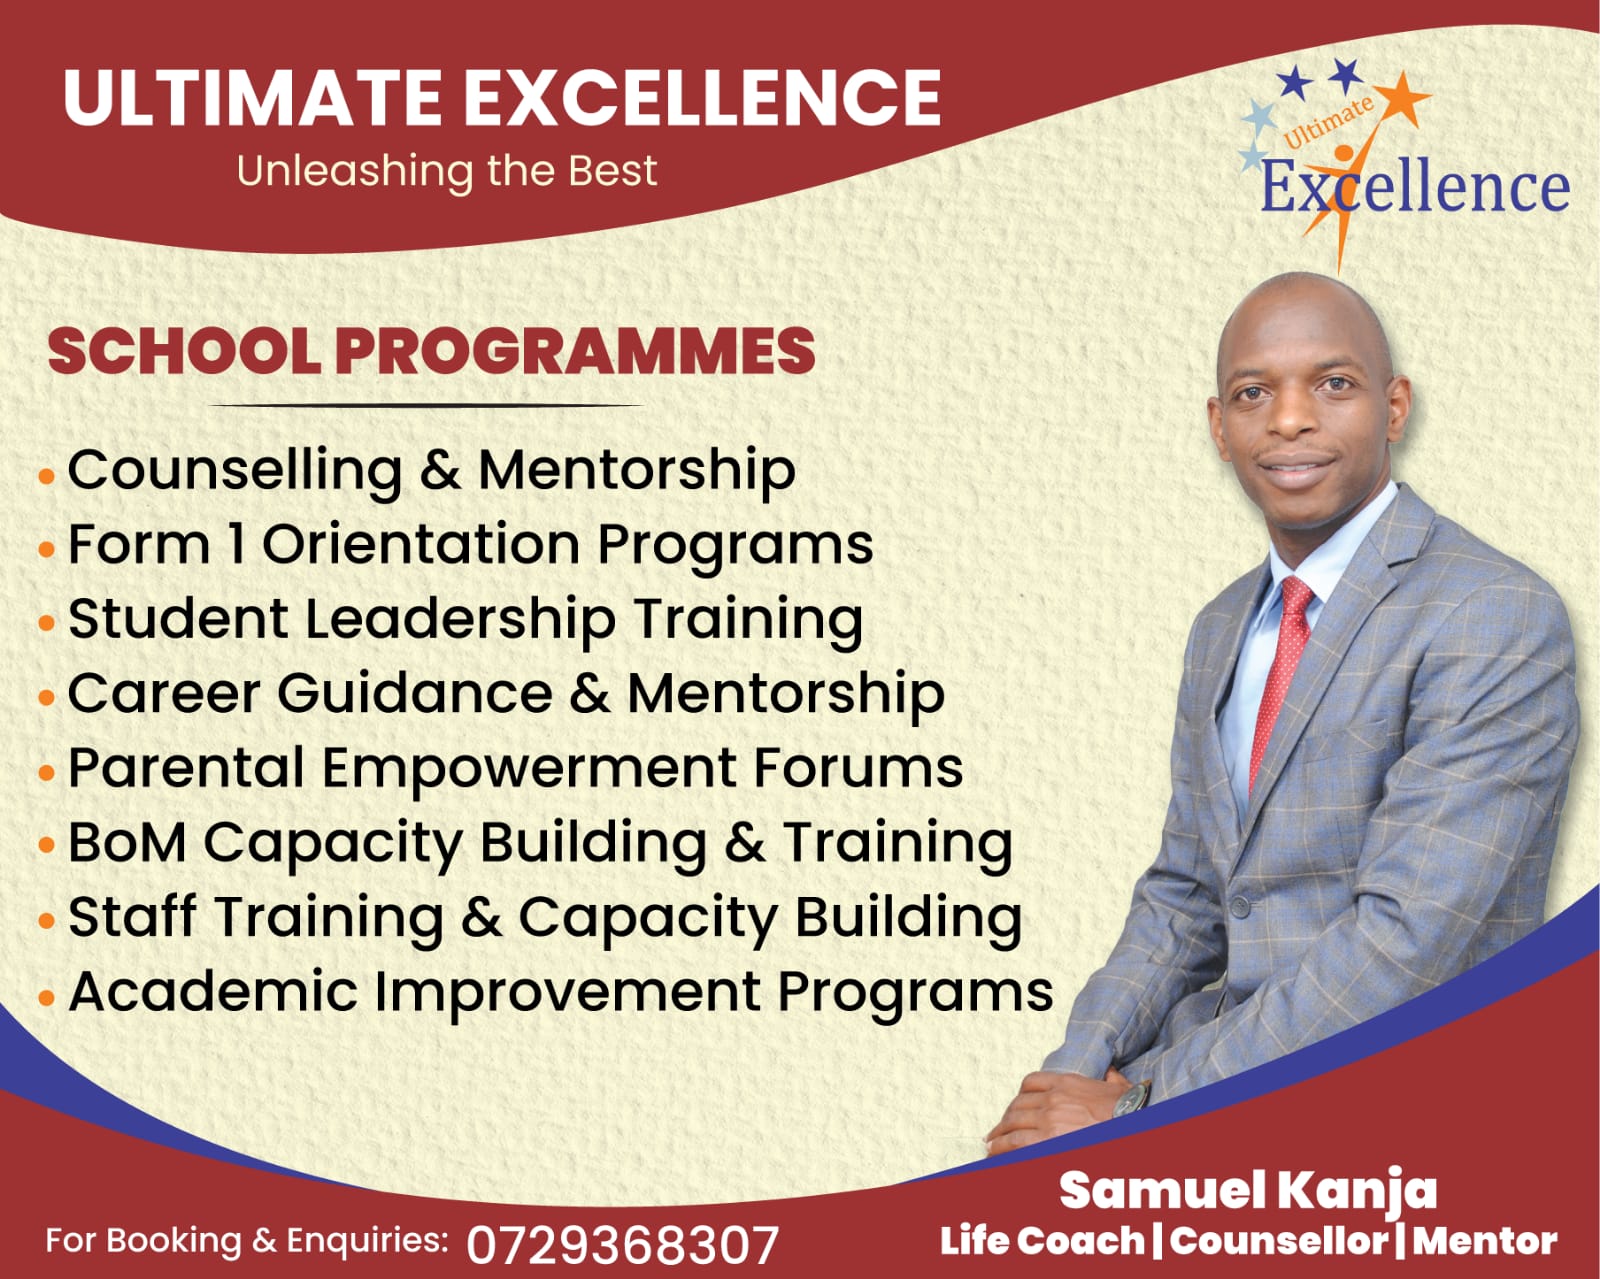 ULTIMATE EXCELLENCE
Unleashing the Best
Ultimate
Excellence
SCHOOL PROGRAMMES
• Counselling & Mentorship
• Form 1 Orientation Programs
• Student Leadership Training
• Career Guidance & Mentorship
• Parental Empowerment Forums
• BoM Capacity Building & Training
• Staff Training & Capacity Building
• Academic Improvement Programs
Samuel Kanja
Life Coach | Counsellor | Mentor
For Booking & Enquiries: 0729368307